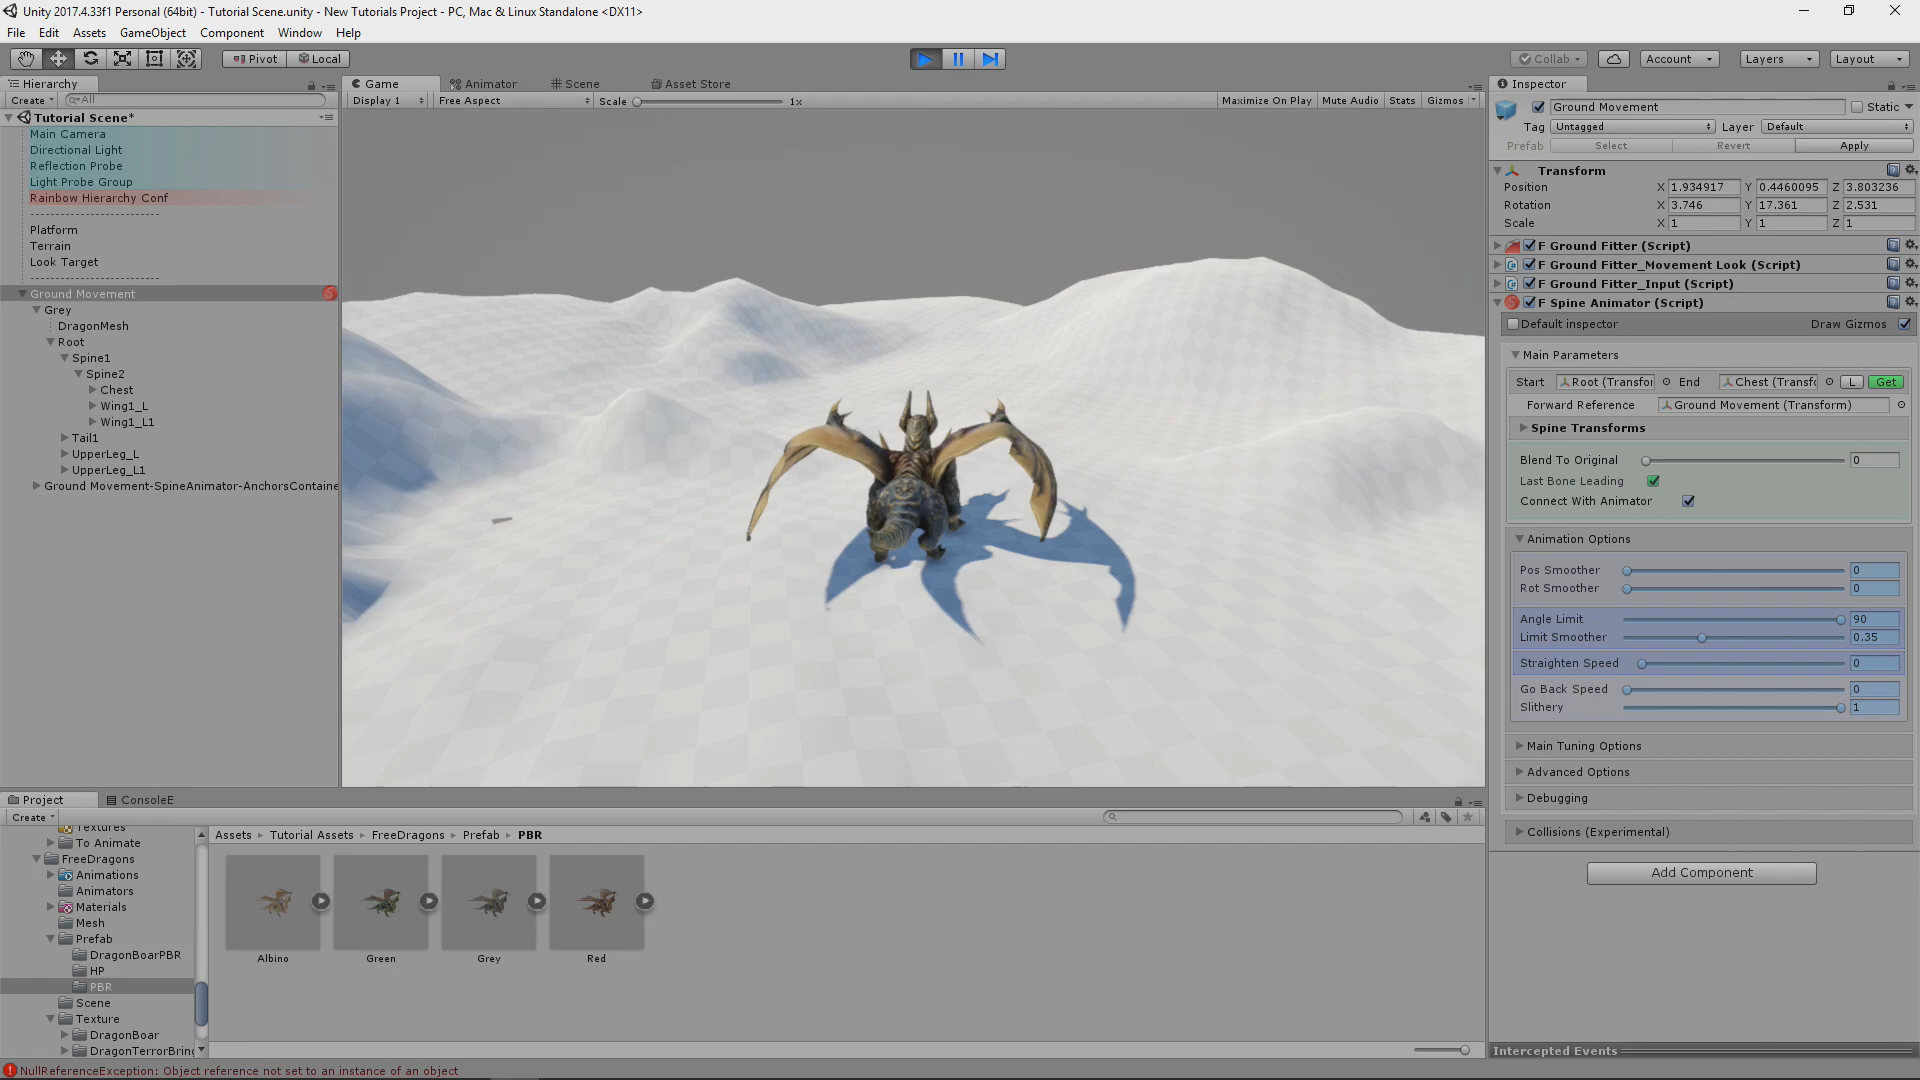 Unity 2017.4.33f1 Personal (64bit) - Tutorial Scene.unity - New Tutorials Project - PC, Mac & Linux Standalone <DX11>
File Edit Assets GameObject Component Window Help
Pivot Local Collab Account Layers Layout
Hierarchy
Create All
Tutorial Scene*
Main Camera
Directional Light
Reflection Probe
Light Probe Group
Rainbow Hierarchy Conf
--------------------------
Platform
Terrain
Look Target
--------------------------
Ground Movement
Grey
DragonMesh
Root
Spine1
Spine2
Chest
Wing1_L
Wing1_L1
Tail1
UpperLeg_L
UpperLeg_L1
Ground Movement-SpineAnimator-AnchorsContaine
Game Animator Scene Asset Store
Display 1 Free Aspect Scale 1x Maximize On Play Mute Audio Stats Gizmos
Inspector
Ground Movement Static
Tag Untagged Layer Default
Prefab Select Revert Apply
Transform
Position X 1.934917 Y 0.4460095 Z 3.803236
Rotation X 3.746 Y 17.361 Z 2.531
Scale X 1 Y 1 Z 1
F Ground Fitter (Script)
F Ground Fitter_Movement Look (Script)
F Ground Fitter_Input (Script)
F Spine Animator (Script)
Default inspector Draw Gizmos
Main Parameters
Start Root (Transfor End Chest (Transfo L Get
Forward Reference Ground Movement (Transform)
Spine Transforms
Blend To Original 0
Last Bone Leading
Connect With Animator
Animation Options
Pos Smoother 0
Rot Smoother 0
Angle Limit 90
Limit Smoother 0.35
Straighten Speed 0
Go Back Speed 0
Slithery 1
Main Tuning Options
Advanced Options
Debugging
Collisions (Experimental)
Add Component
Intercepted Events
Project ConsoleE
Create
Textures
To Animate
FreeDragons
Animations
Animators
Materials
Mesh
Prefab
DragonBoarPBR
HP
PBR
Scene
Texture
DragonBoar
DragonTerrorBring
Assets Tutorial Assets FreeDragons Prefab PBR
Albino Green Grey Red
NullReferenceException: Object reference not set to an instance of an object